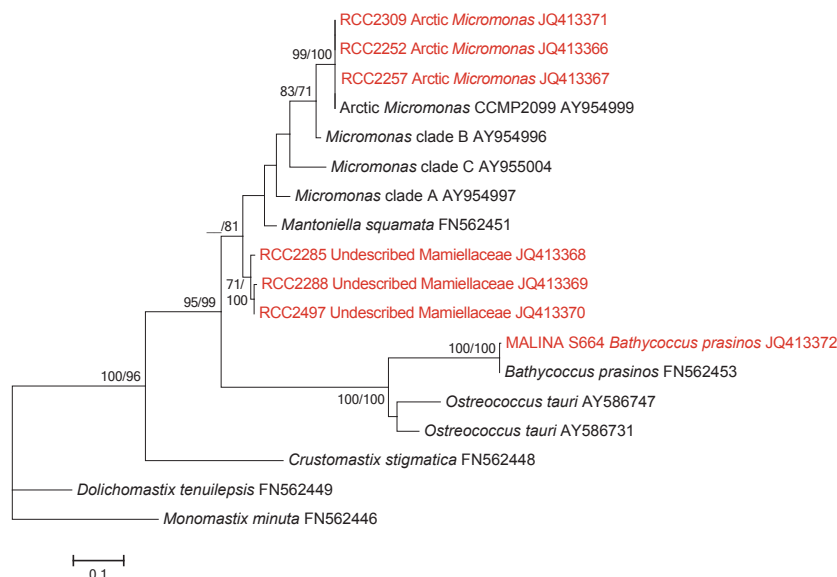 RCC2309 Arctic Micromonas JQ413371
RCC2252 Arctic Micromonas JQ413366
99/100
RCC2257 Arctic Micromonas JQ413367
83/71
Arctic Micromonas CCMP2099 AY954999
Micromonas clade B AY954996
Micromonas clade C AY955004
Micromonas clade A AY954997
__/81
Mantoniella squamata FN562451
RCC2285 Undescribed Mamiellaceae JQ413368
71/
100
RCC2288 Undescribed Mamiellaceae JQ413369
95/99
RCC2497 Undescribed Mamiellaceae JQ413370
MALINA S664 Bathycoccus prasinos JQ413372
100/100
Bathycoccus prasinos FN562453
100/96
100/100
Ostreococcus tauri AY586747
Ostreococcus tauri AY586731
Crustomastix stigmatica FN562448
Dolichomastix tenuilepsis FN562449
Monomastix minuta FN562446
0.1